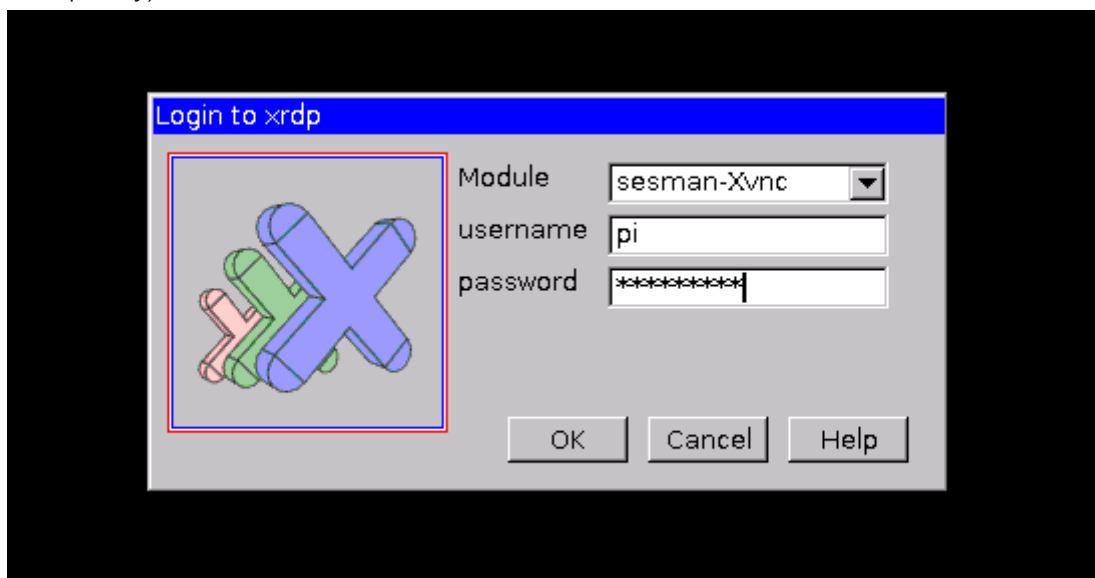 Login to xrdp
Module sesman-Xvnc
username pi
password *********
OK Cancel Help